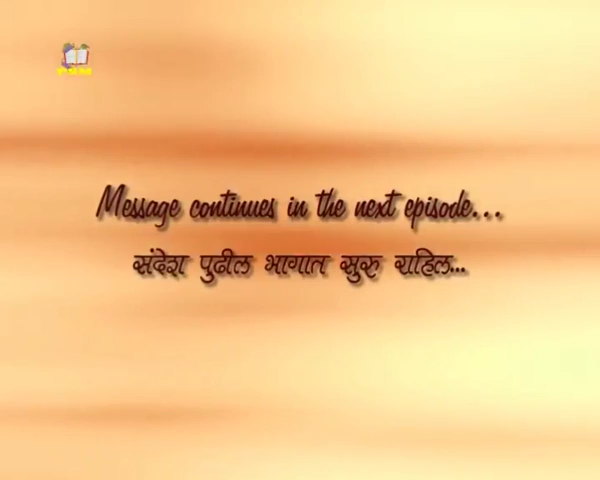 Message continues in the next episode...
संदेश पुढील भागात सुरु राहिल...